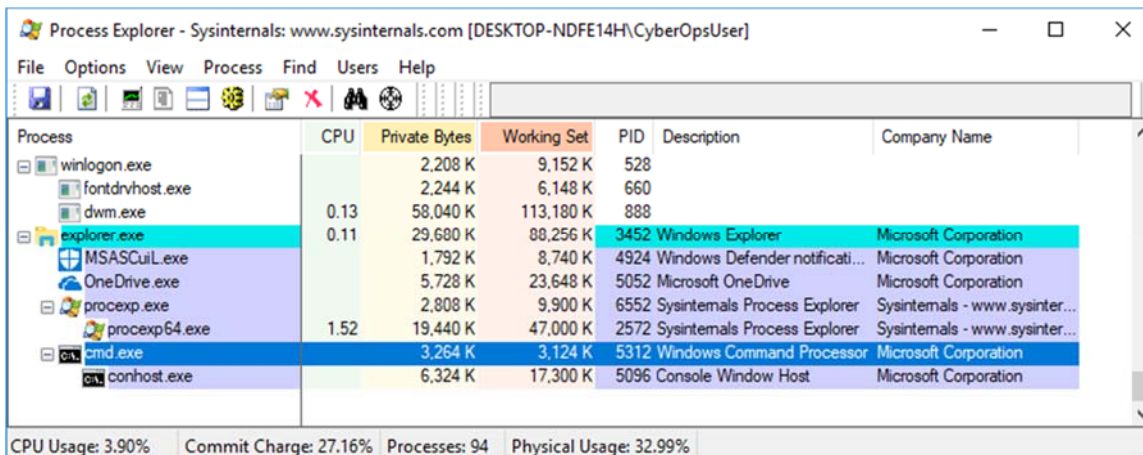 Process Explorer - Sysinternals: www.sysinternals.com [DESKTOP-NDFE14H\CyberOpsUser]
File Options View Process Find Users Help
Process CPU Private Bytes Working Set PID Description Company Name
winlogon.exe 2,208 K 9,152 K 528
fontdrvhost.exe 2,244 K 6,148 K 660
dwm.exe 0.13 58,040 K 113,180 K 888
explorer.exe 0.11 29,680 K 88,256 K 3452 Windows Explorer Microsoft Corporation
MSASCuiL.exe 1,792 K 8,740 K 4924 Windows Defender notificati... Microsoft Corporation
OneDrive.exe 5,728 K 23,648 K 5052 Microsoft OneDrive Microsoft Corporation
procexp.exe 2,808 K 9,900 K 6552 Sysinternals Process Explorer Sysinternals - www.sysinter...
procexp64.exe 1.52 19,440 K 47,000 K 2572 Sysinternals Process Explorer Sysinternals - www.sysinter...
cmd.exe 3,264 K 3,124 K 5312 Windows Command Processor Microsoft Corporation
conhost.exe 6,324 K 17,300 K 5096 Console Window Host Microsoft Corporation
CPU Usage: 3.90% Commit Charge: 27.16% Processes: 94 Physical Usage: 32.99%